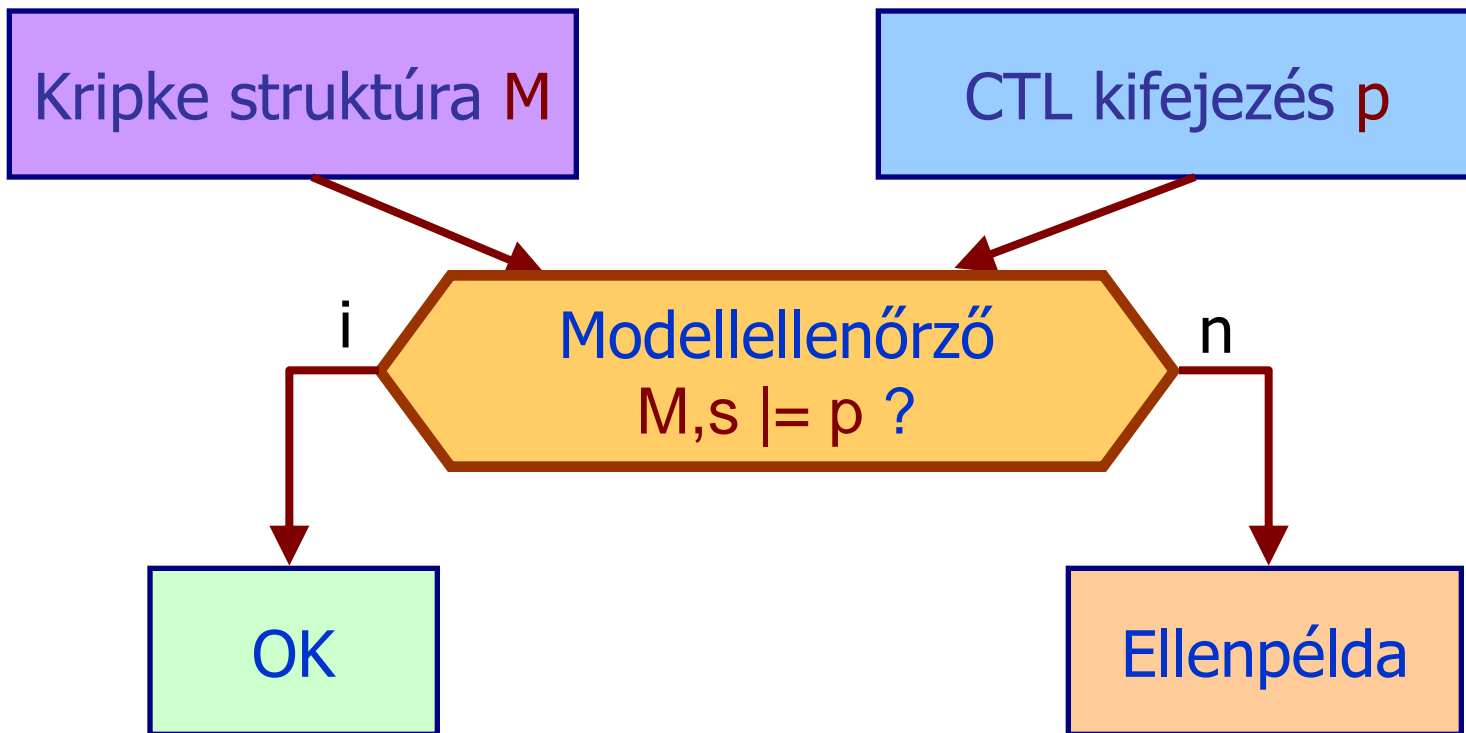 Kripke struktúra M
CTL kifejezés p
i
Modellellenőrző
n
M,s |= p ?
OK
Ellenpélda